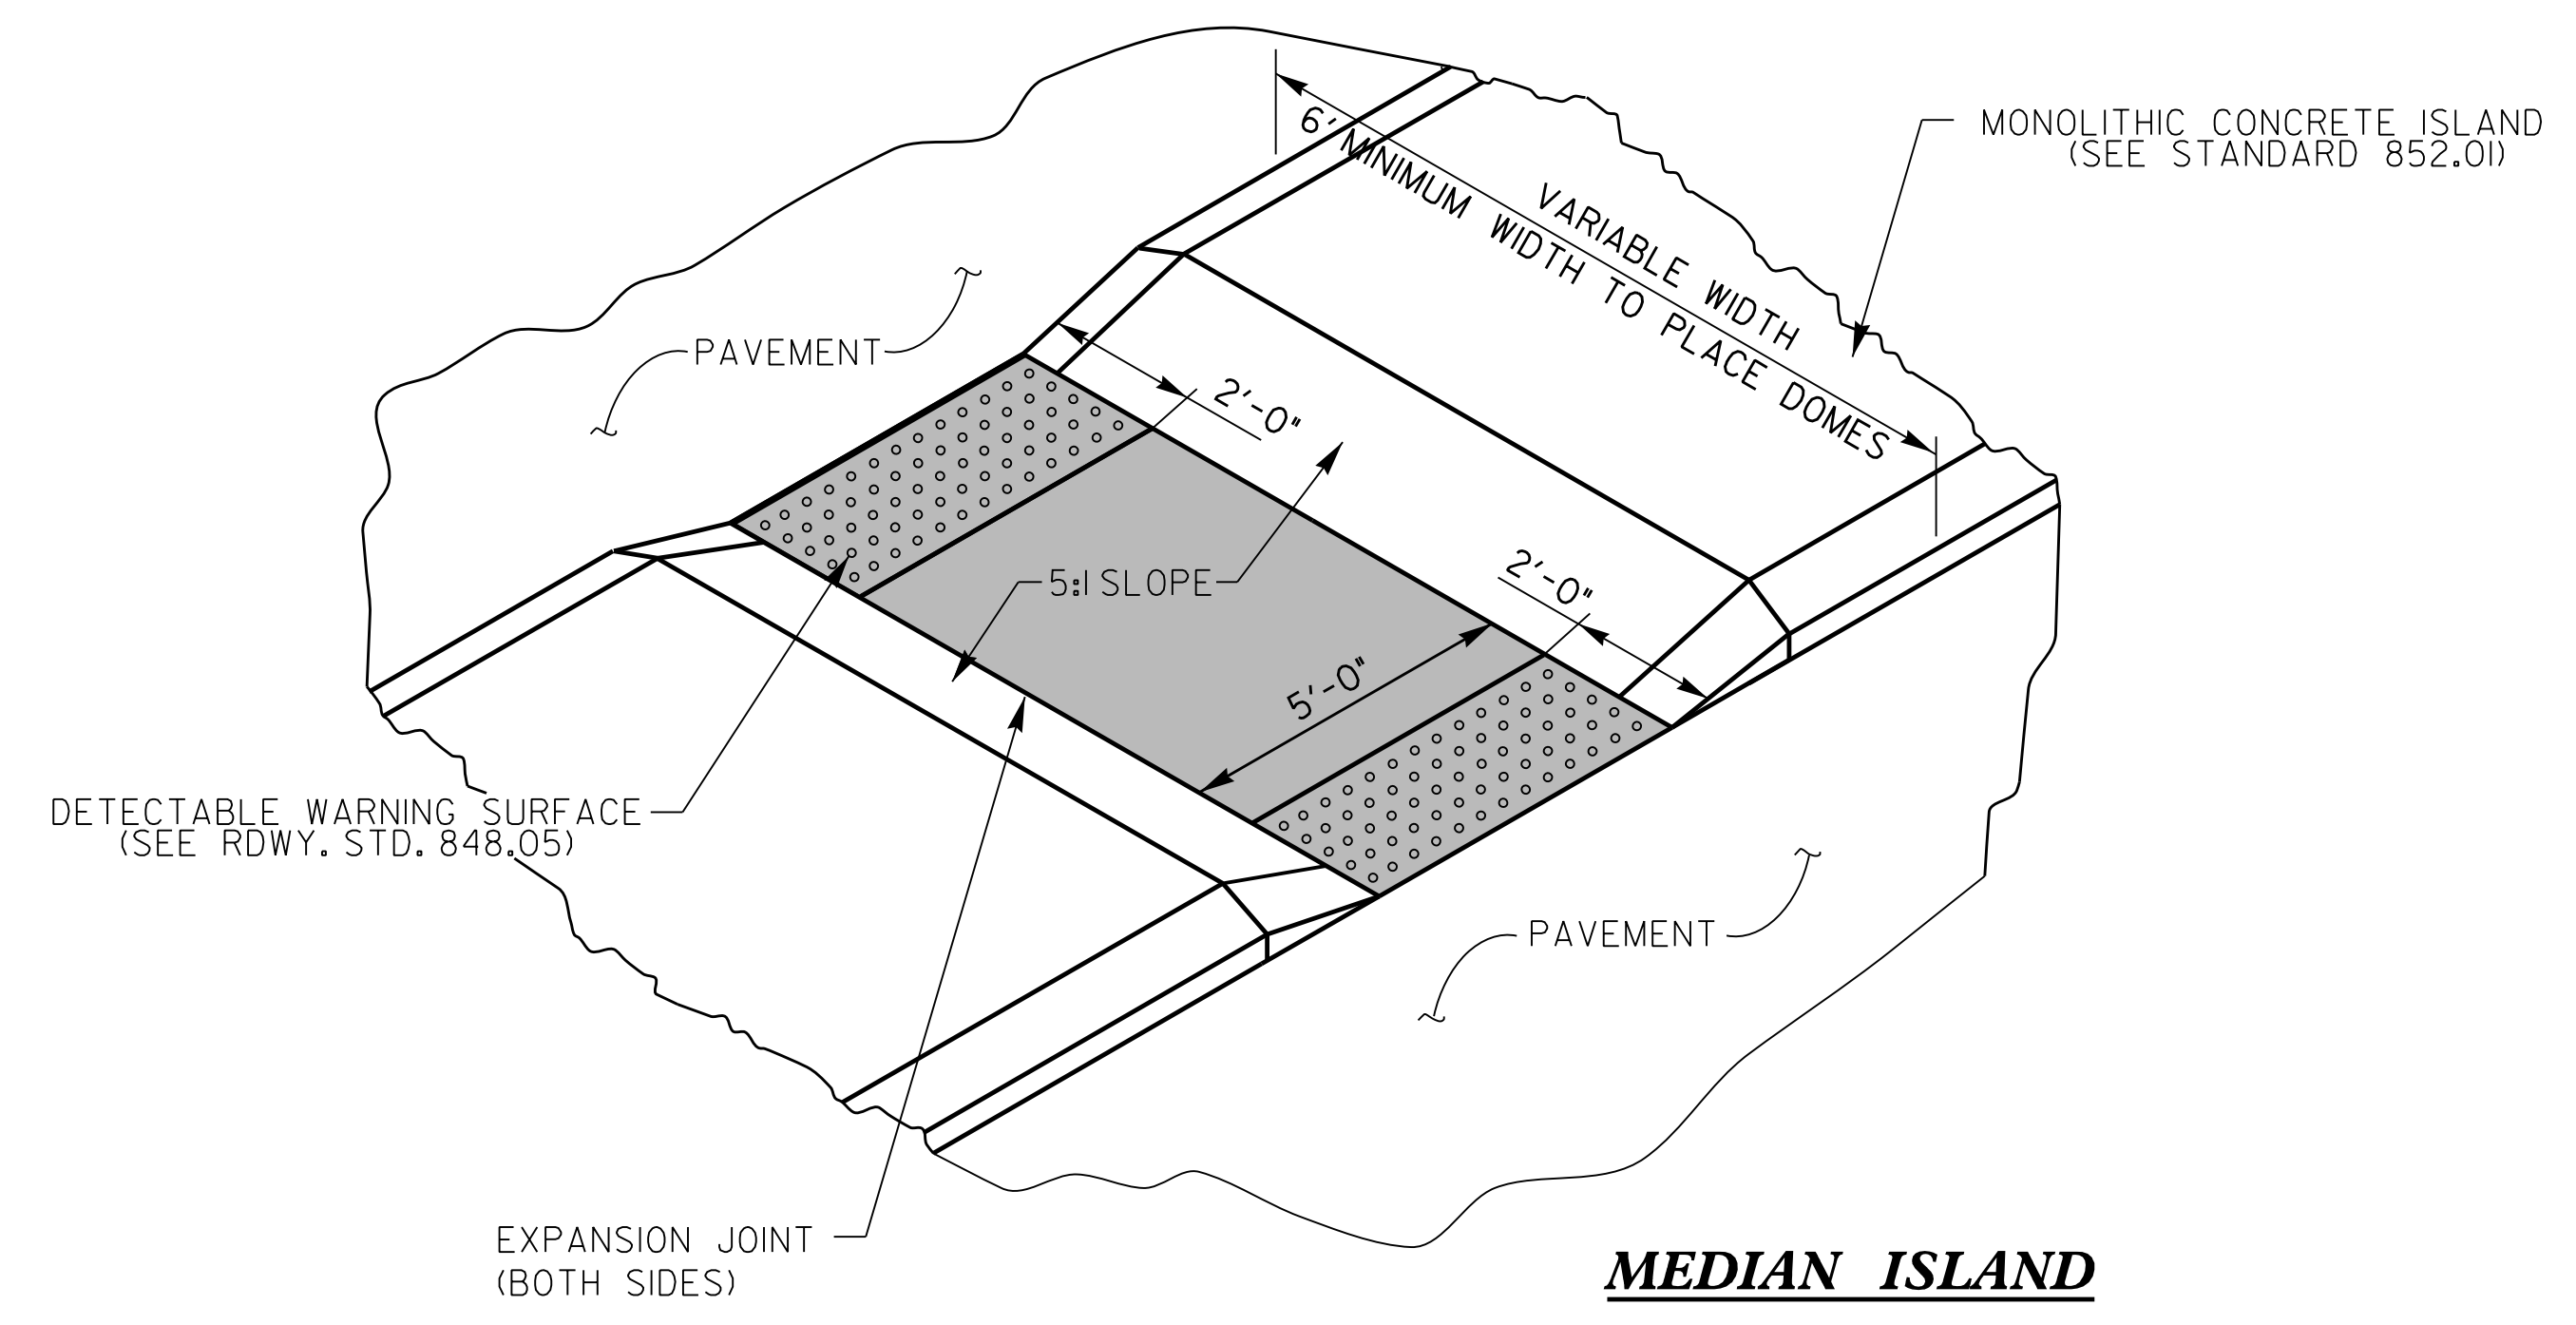 MONOLITHIC CONCRETE ISLAND
(SEE STANDARD 852.01)
VARIABLE WIDTH
6' MINIMUM WIDTH TO PLACE DOMES
PAVEMENT
2'-0"
5:1 SLOPE
2'-0"
5'-0"
DETECTABLE WARNING SURFACE
(SEE RDWY. STD. 848.05)
PAVEMENT
EXPANSION JOINT
(BOTH SIDES)
MEDIAN ISLAND